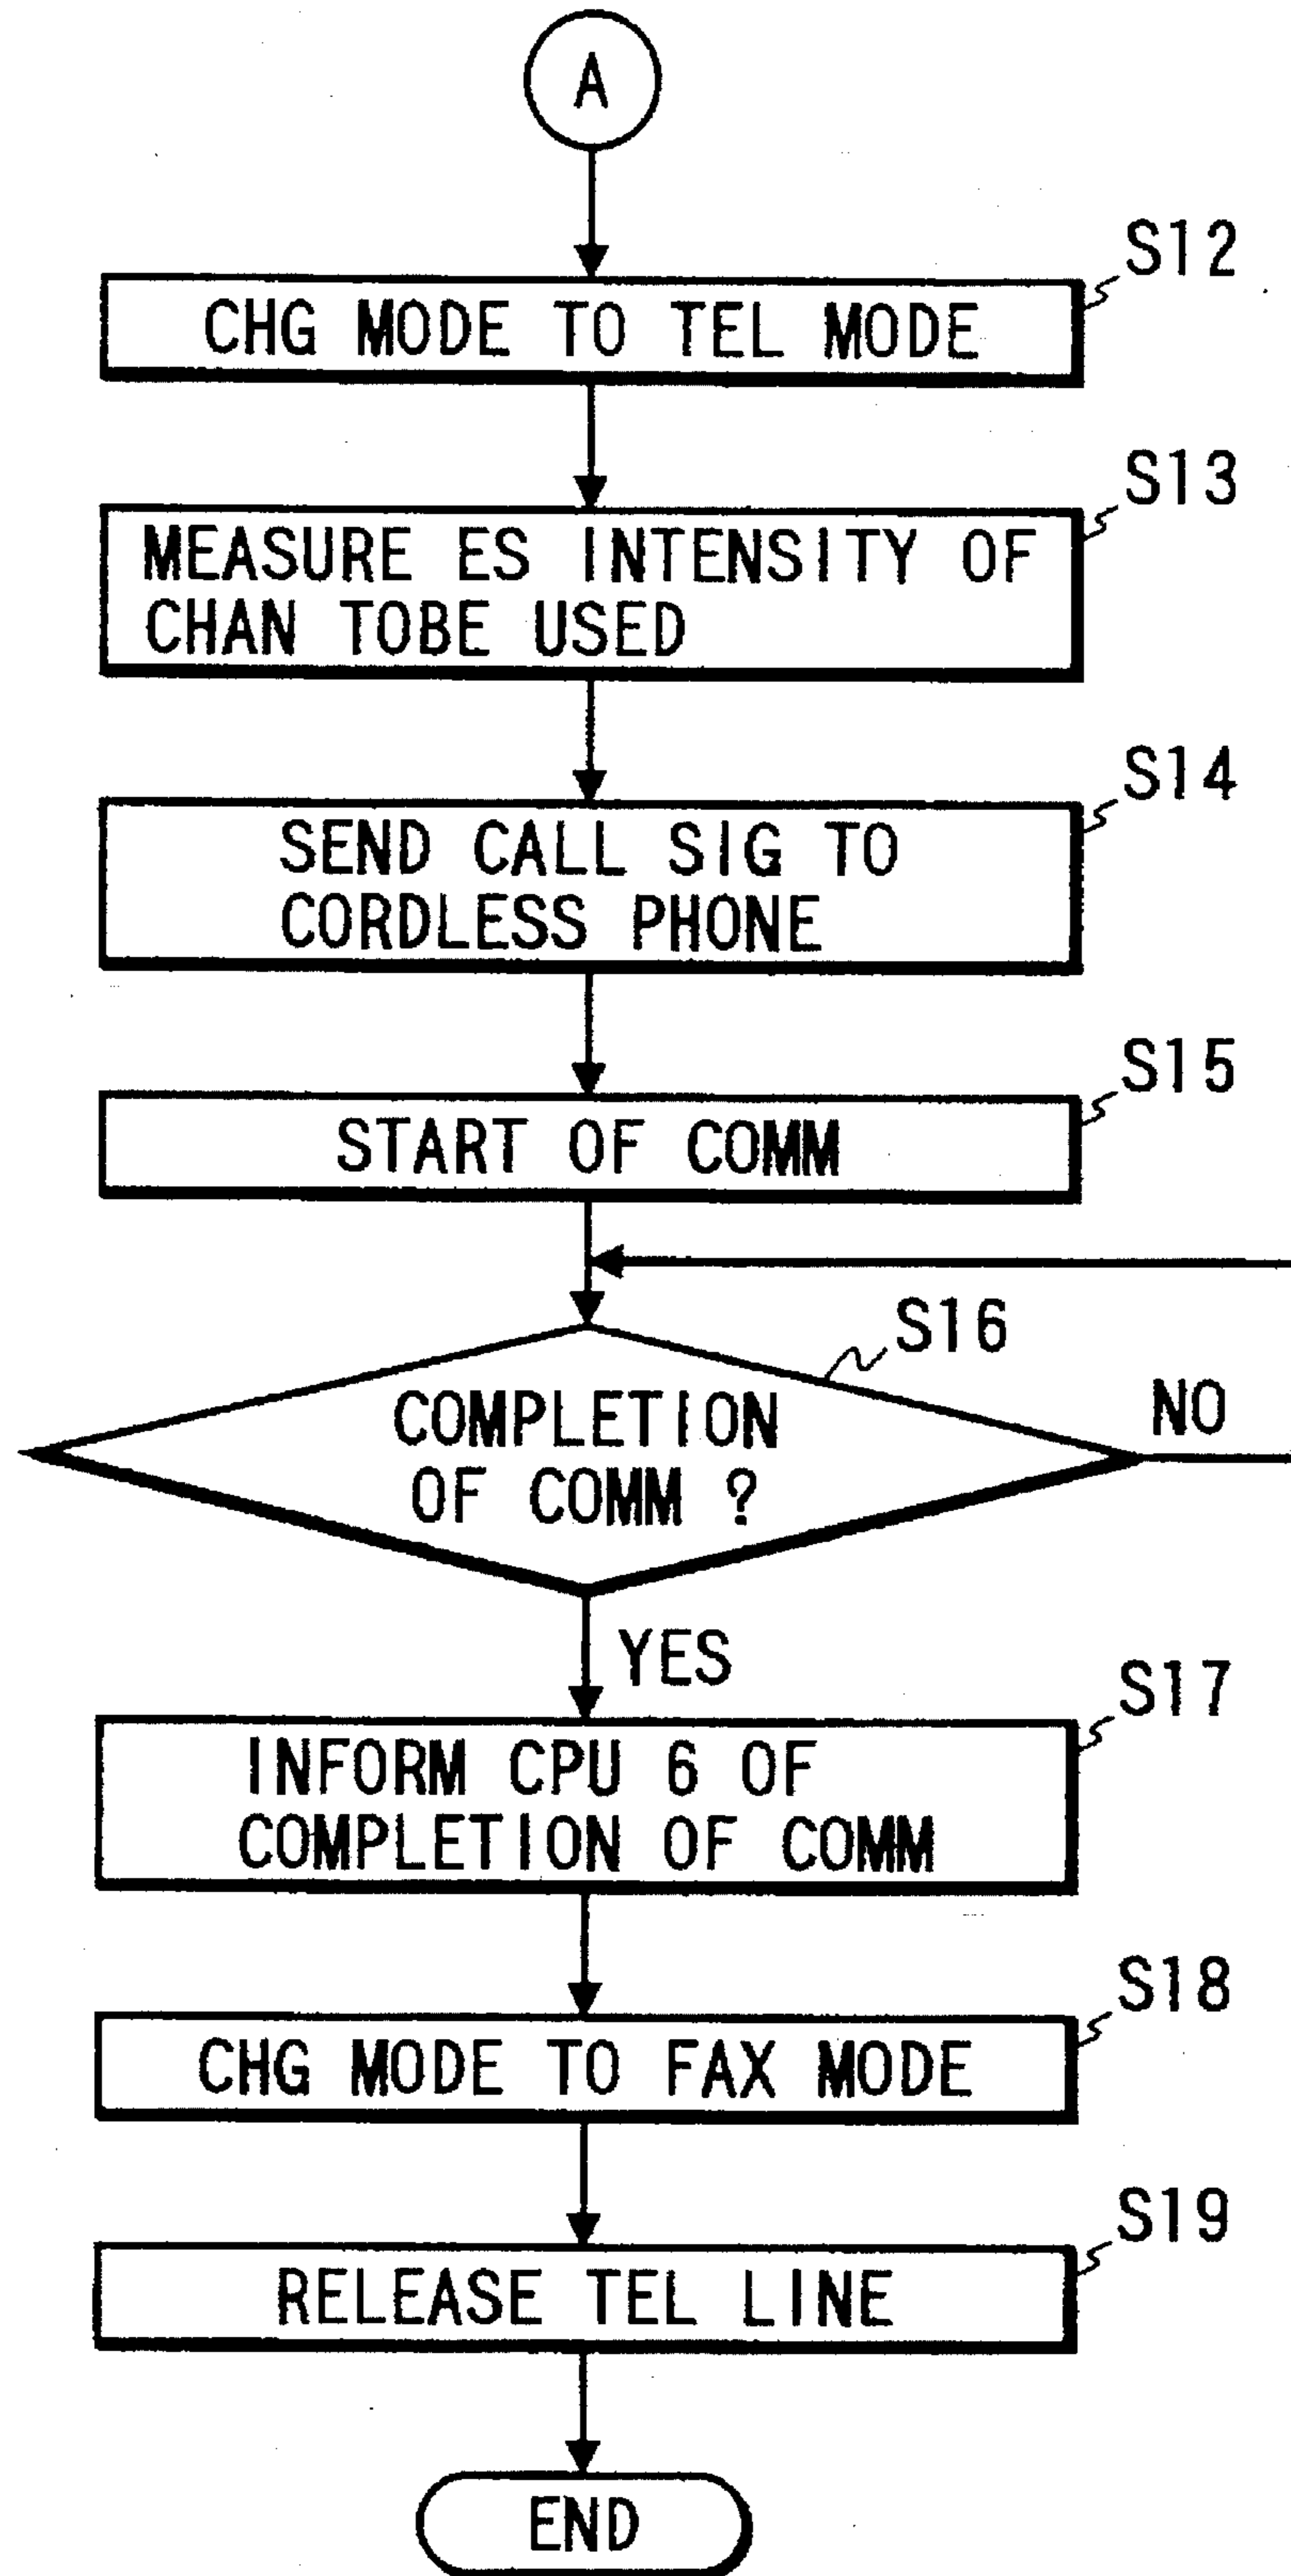 A
S12
CHG MODE TO TEL MODE
S13
MEASURE ES INTENSITY OF
CHAN TOBE USED
S14
SEND CALL SIG TO
CORDLESS PHONE
S15
START OF COMM
S16
COMPLETION
OF COMM ?
NO
YES
S17
INFORM CPU 6 OF
COMPLETION OF COMM
S18
CHG MODE TO FAX MODE
S19
RELEASE TEL LINE
END